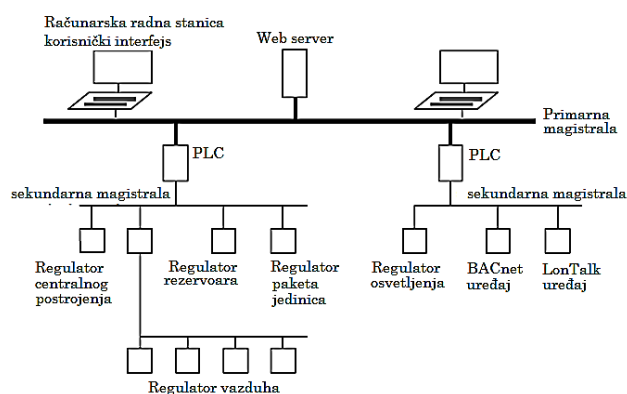 Računarska radna stanica
korisnički interfejs
Web server
Primarna
magistrala
PLC
PLC
sekundarna magistrala
sekundarna magistrala
Regulator
centralnog
postrojenja
Regulator
rezervoara
Regulator
paketa
jedinica
Regulator
osvetljenja
BACnet
uređaj
LonTalk
uređaj
Regulator vazduha